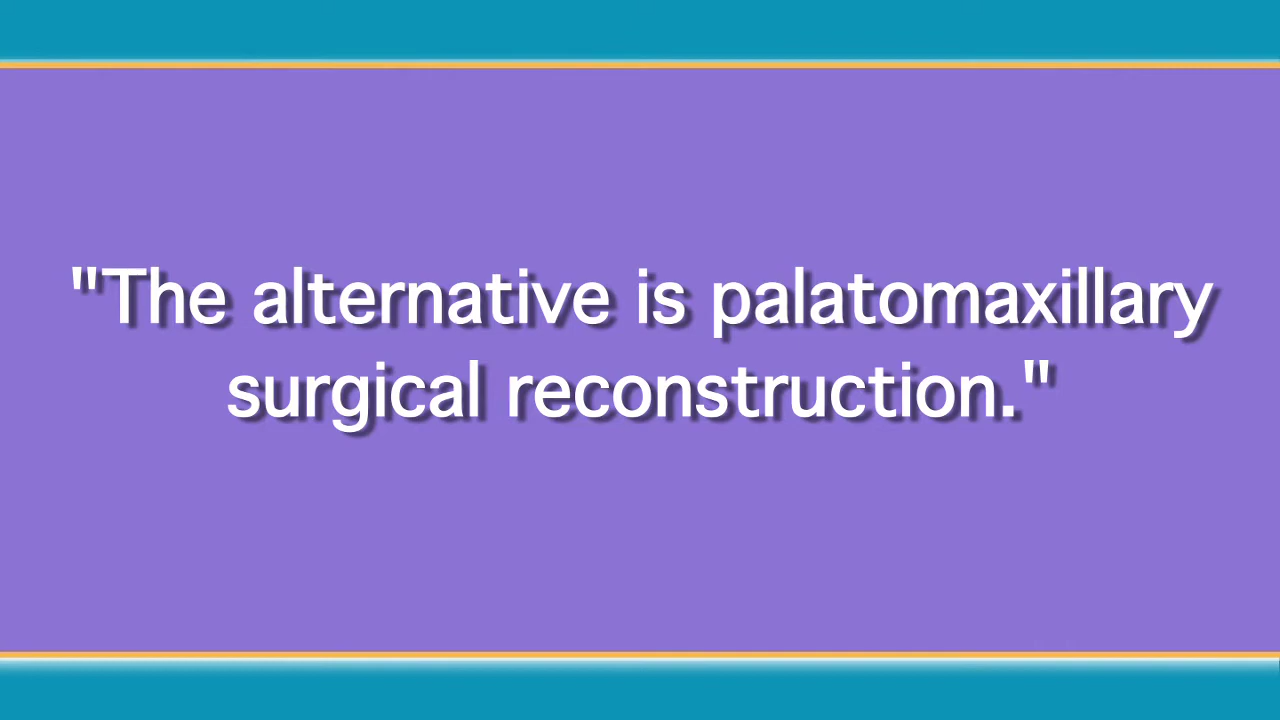 "The alternative is palatomaxillary
surgical reconstruction."